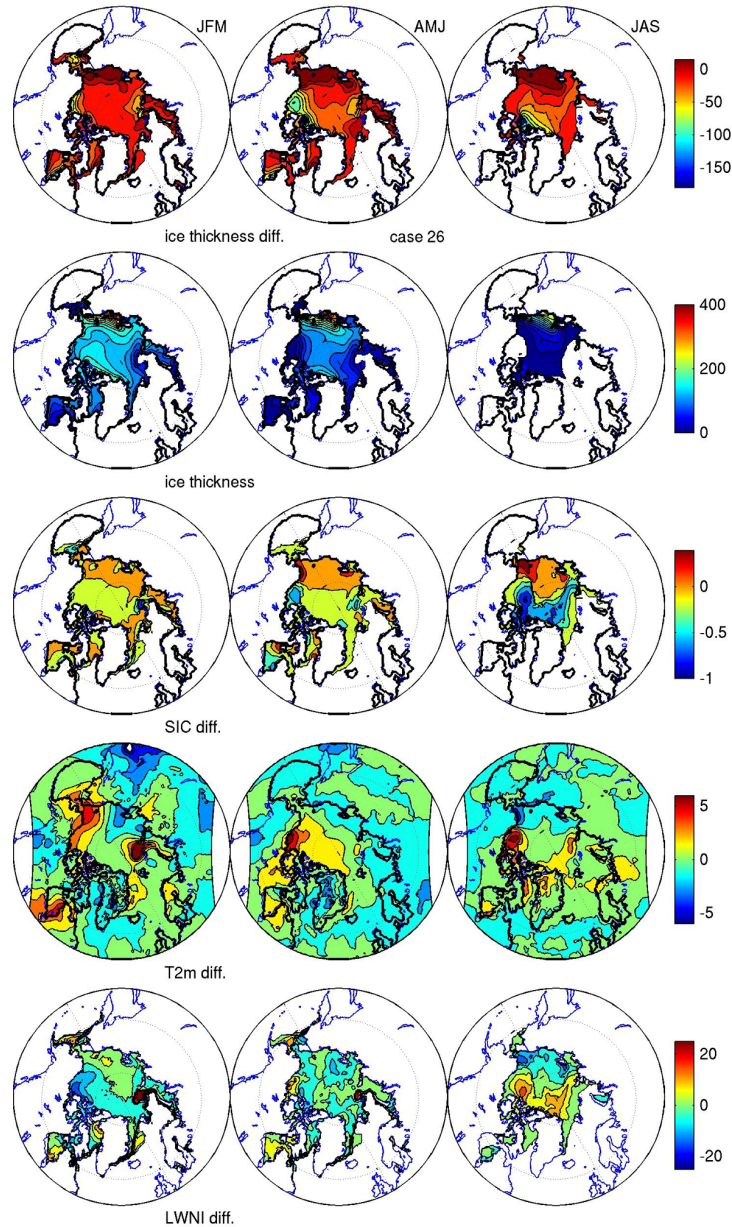 JFM
AMJ
JAS
0
-50
-100
-150
ice thickness diff.
case 26
400
200
0
ice thickness
0
-0.5
-1
SIC diff.
5
0
-5
T2m diff.
20
0
-20
LWNI diff.